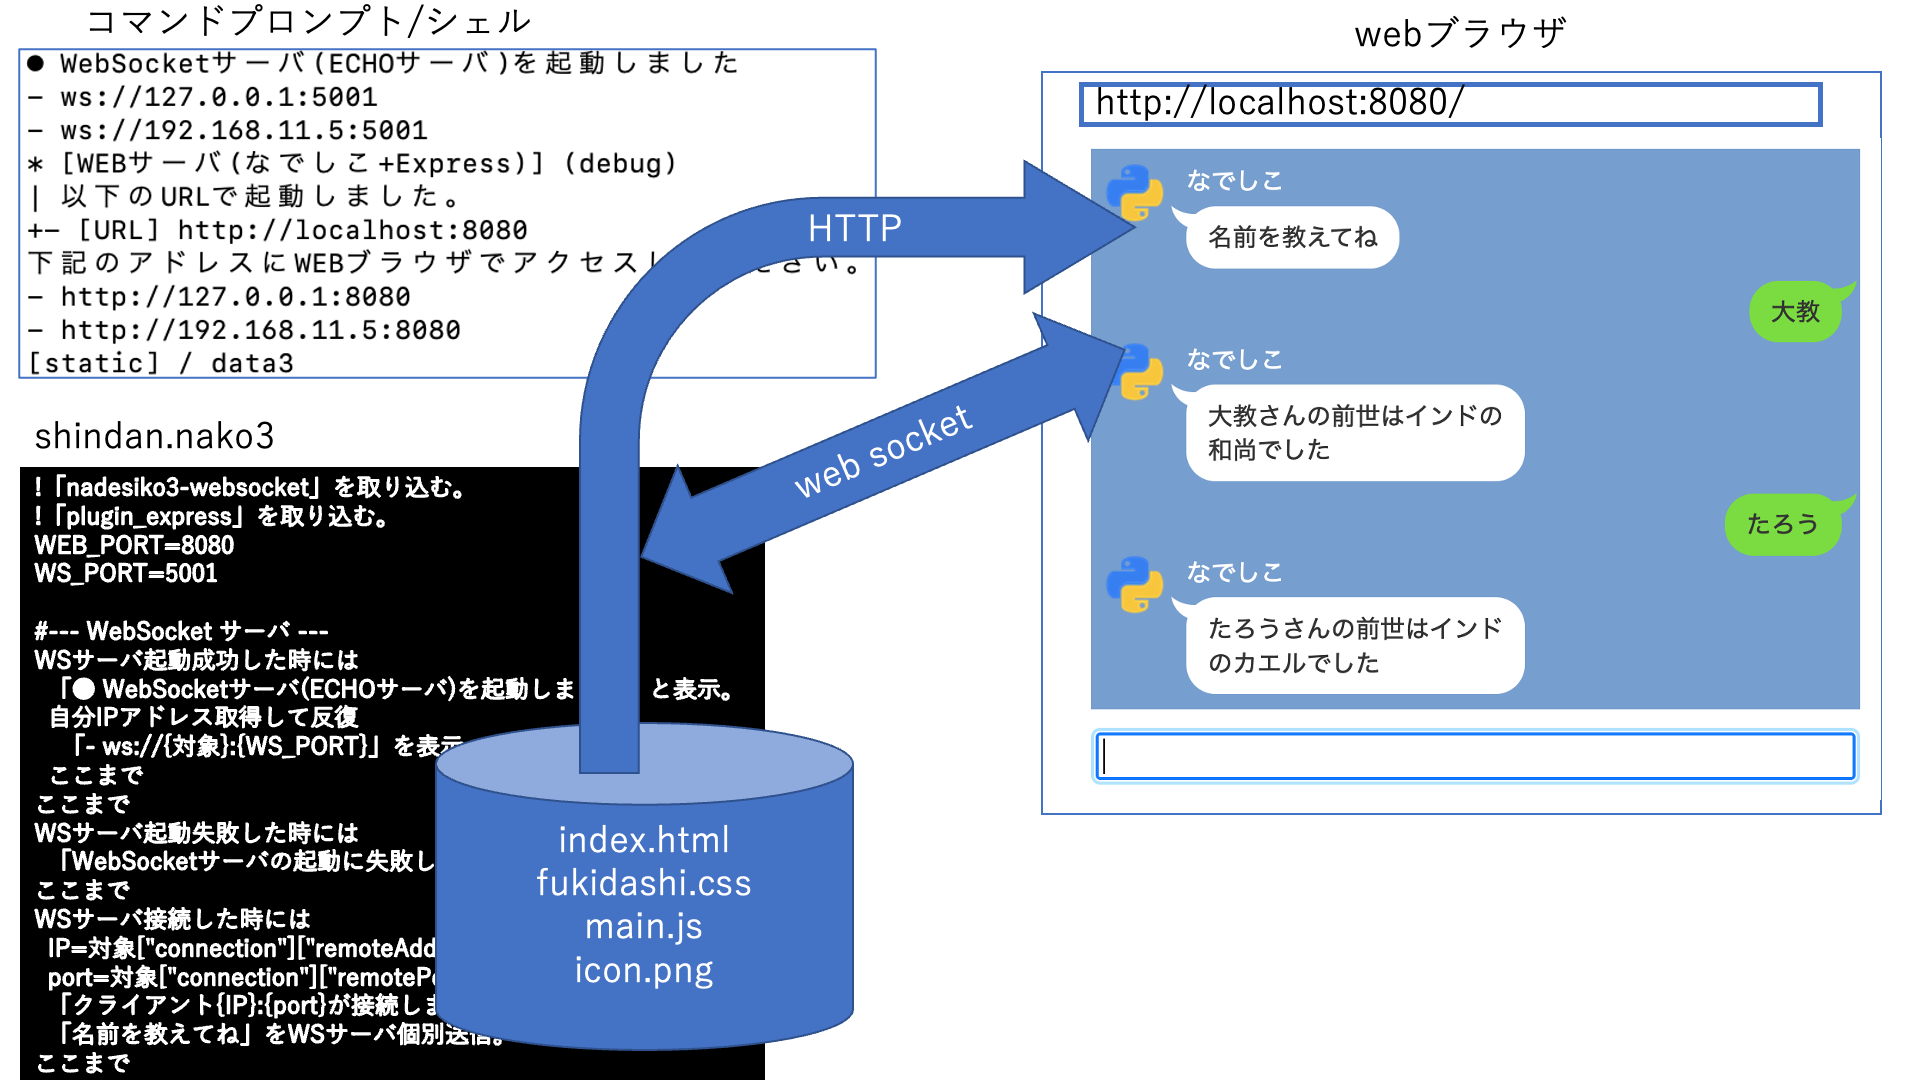 コマンドプロンプト/シェル
● WebSocketサーバ(ECHOサーバ)を起動しました
- ws://127.0.0.1:5001
- ws://192.168.11.5:5001
* [WEBサーバ(なでしこ+Express)] (debug)
| 以下のURLで起動しました。
+- [URL] http://localhost:8080
下記のアドレスにWEBブラウザでアクセスし ださい。
- http://127.0.0.1:8080
- http://192.168.11.5:8080
[static] / data3
shindan.nako3
!「nadesiko3-websocket」を取り込む。
!「plugin_express」を取り込む。
WEB_PORT=8080
WS_PORT=5001
#--- WebSocket サーバ ---
WSサーバ起動成功した時には
「● WebSocketサーバ(ECHOサーバ)を起動しま と表示。
自分IPアドレス取得して反復
「- ws://{対象}:{WS_PORT}」を表示
ここまで
ここまで
WSサーバ起動失敗した時には
「WebSocketサーバの起動に失敗し
ここまで
WSサーバ接続した時には
IP=対象["connection"]["remoteAdd
port=対象["connection"]["remoteP
「クライアント{IP}:{port}が接続しま
「名前を教えてね」をWSサーバ個別送信。
ここまで
HTTP
web socket
index.html
fukidashi.css
main.js
icon.png
webブラウザ
http://localhost:8080/
なでしこ
名前を教えてね
大教
なでしこ
大教さんの前世はインドの
和尚でした
たろう
なでしこ
たろうさんの前世はインド
のカエルでした